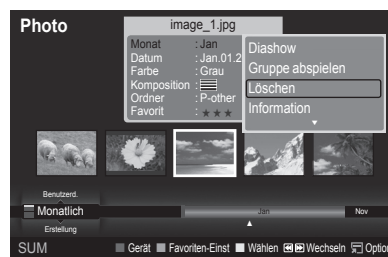 Photo
image_1.jpg
Monat : Jan
Datum : Jan.01.2
Farbe : Grau
Komposition :
Ordner : P-other
Favorit : ★★★
Diashow
Gruppe abspielen
Löschen
Information
Benutzerd.
Monatlich
Erstellung
Jan
Nov
SUM
Gerät
Favoriten-Einst
Wählen
Wechseln
Optio